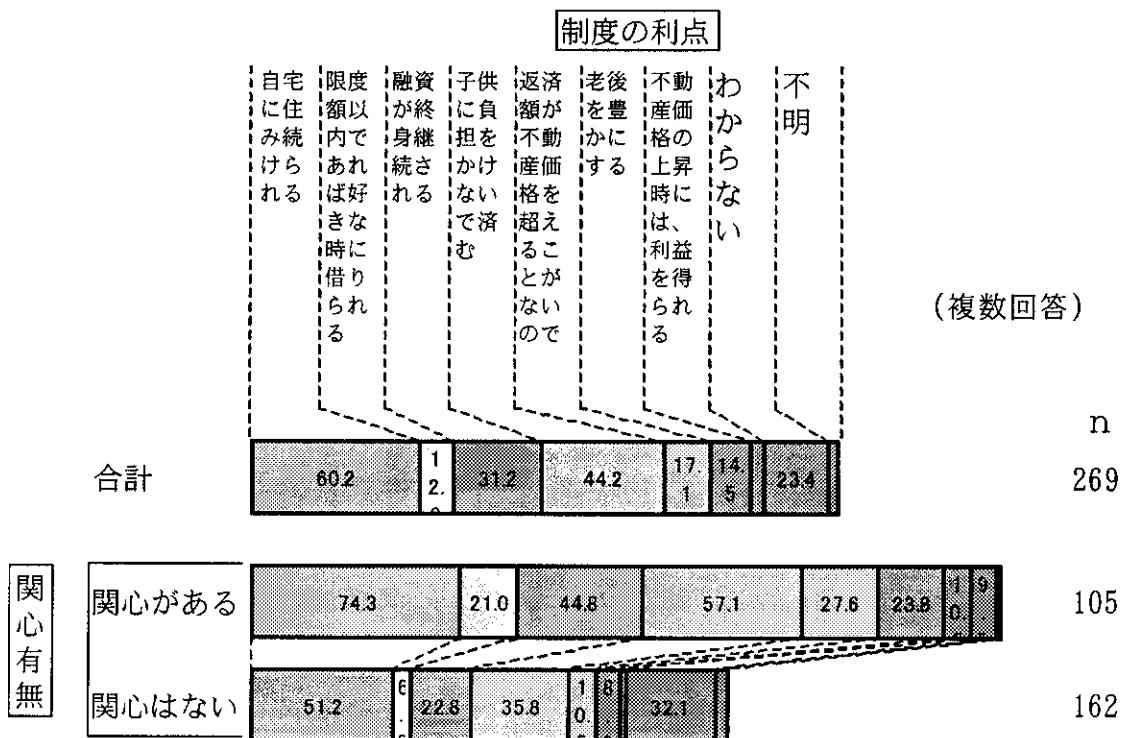 制度の利点
自宅に住み続けられる
限度額以内であれば好きな時に借りられる
融資が終身継続される
子供に負担をかけないで済む
返済額が不動産価格を超えることがないので
老後を豊かにする
不動産価格の上昇時には、利益を得られる
わからない
不明
(複数回答)
n
合計 60.2 31.2 44.2 17.1 14.5 23.4 269
関心有無
関心がある 74.3 21.0 44.8 57.1 27.6 23.8 105
関心はない 51.2 22.8 35.8 32.1 162